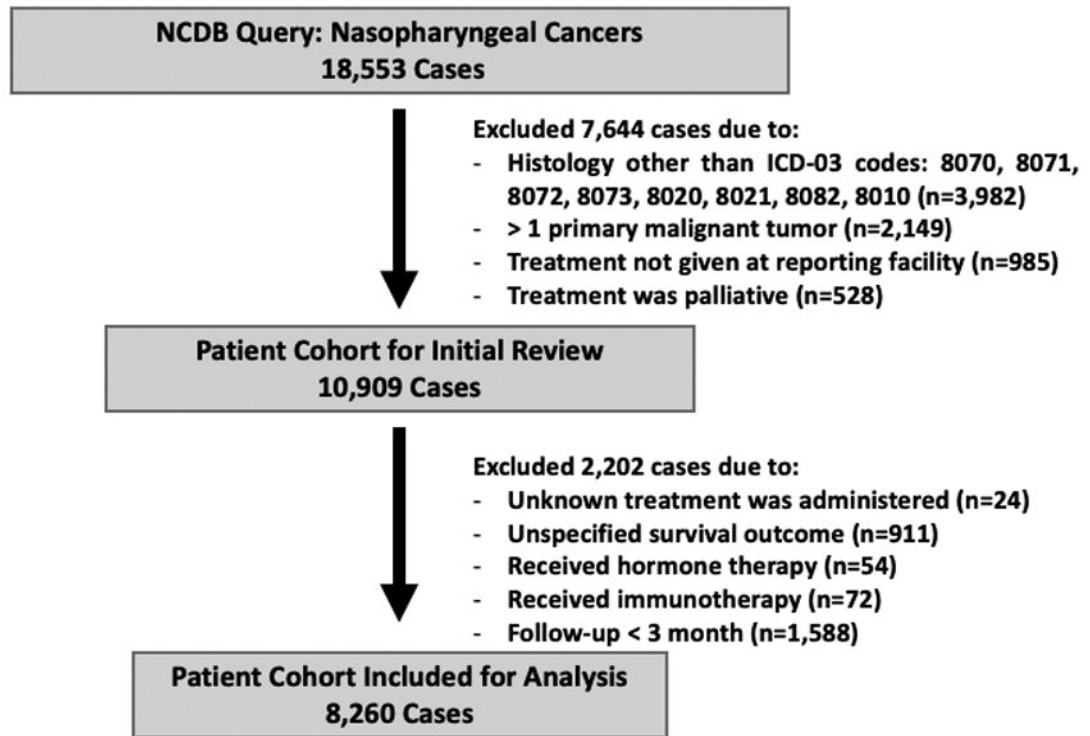 NCDB Query: Nasopharyngeal Cancers
18,553 Cases
Excluded 7,644 cases due to:
- Histology other than ICD-03 codes: 8070, 8071,
8072, 8073, 8020, 8021, 8082, 8010 (n=3,982)
- > 1 primary malignant tumor (n=2,149)
- Treatment not given at reporting facility (n=985)
- Treatment was palliative (n=528)
Patient Cohort for Initial Review
10,909 Cases
Excluded 2,202 cases due to:
- Unknown treatment was administered (n=24)
- Unspecified survival outcome (n=911)
- Received hormone therapy (n=54)
- Received immunotherapy (n=72)
- Follow-up < 3 month (n=1,588)
Patient Cohort Included for Analysis
8,260 Cases